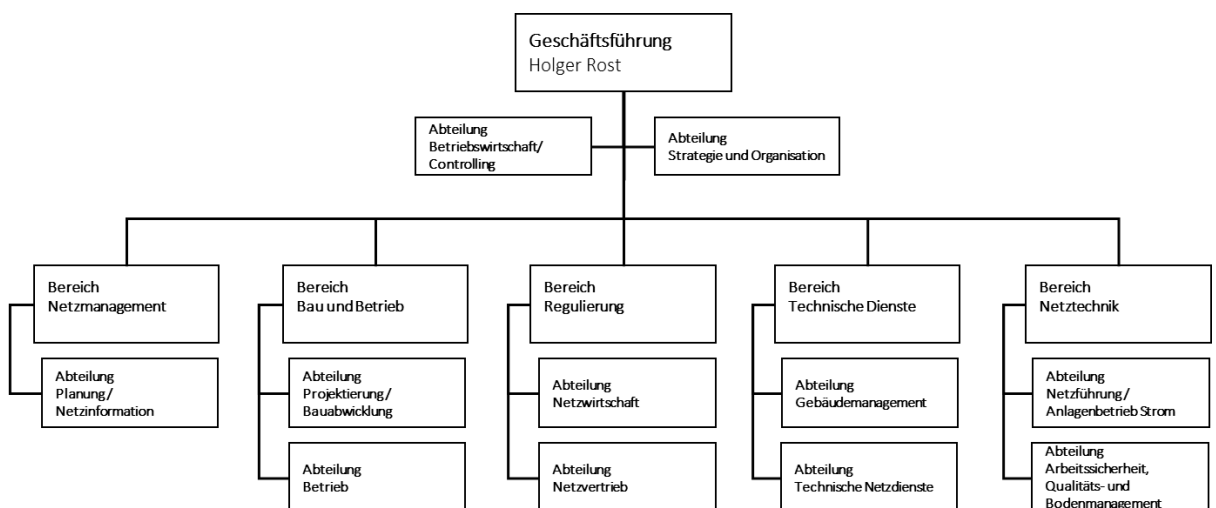 Geschäftsführung
Holger Rost
Abteilung
Betriebswirtschaft/
Controlling
Abteilung
Strategie und Organisation
Bereich
Netzmanagement
Bereich
Bau und Betrieb
Bereich
Regulierung
Bereich
Technische Dienste
Bereich
Netztechnik
Abteilung
Planung/
Netzinformation
Abteilung
Projektierung/
Bauabwicklung
Abteilung
Netzwirtschaft
Abteilung
Gebäudemanagement
Abteilung
Netzführung/
Anlagenbetrieb Strom
Abteilung
Betrieb
Abteilung
Netzvertrieb
Abteilung
Technische Netzdienste
Abteilung
Arbeitssicherheit,
Qualitäts- und
Bodenmanagement